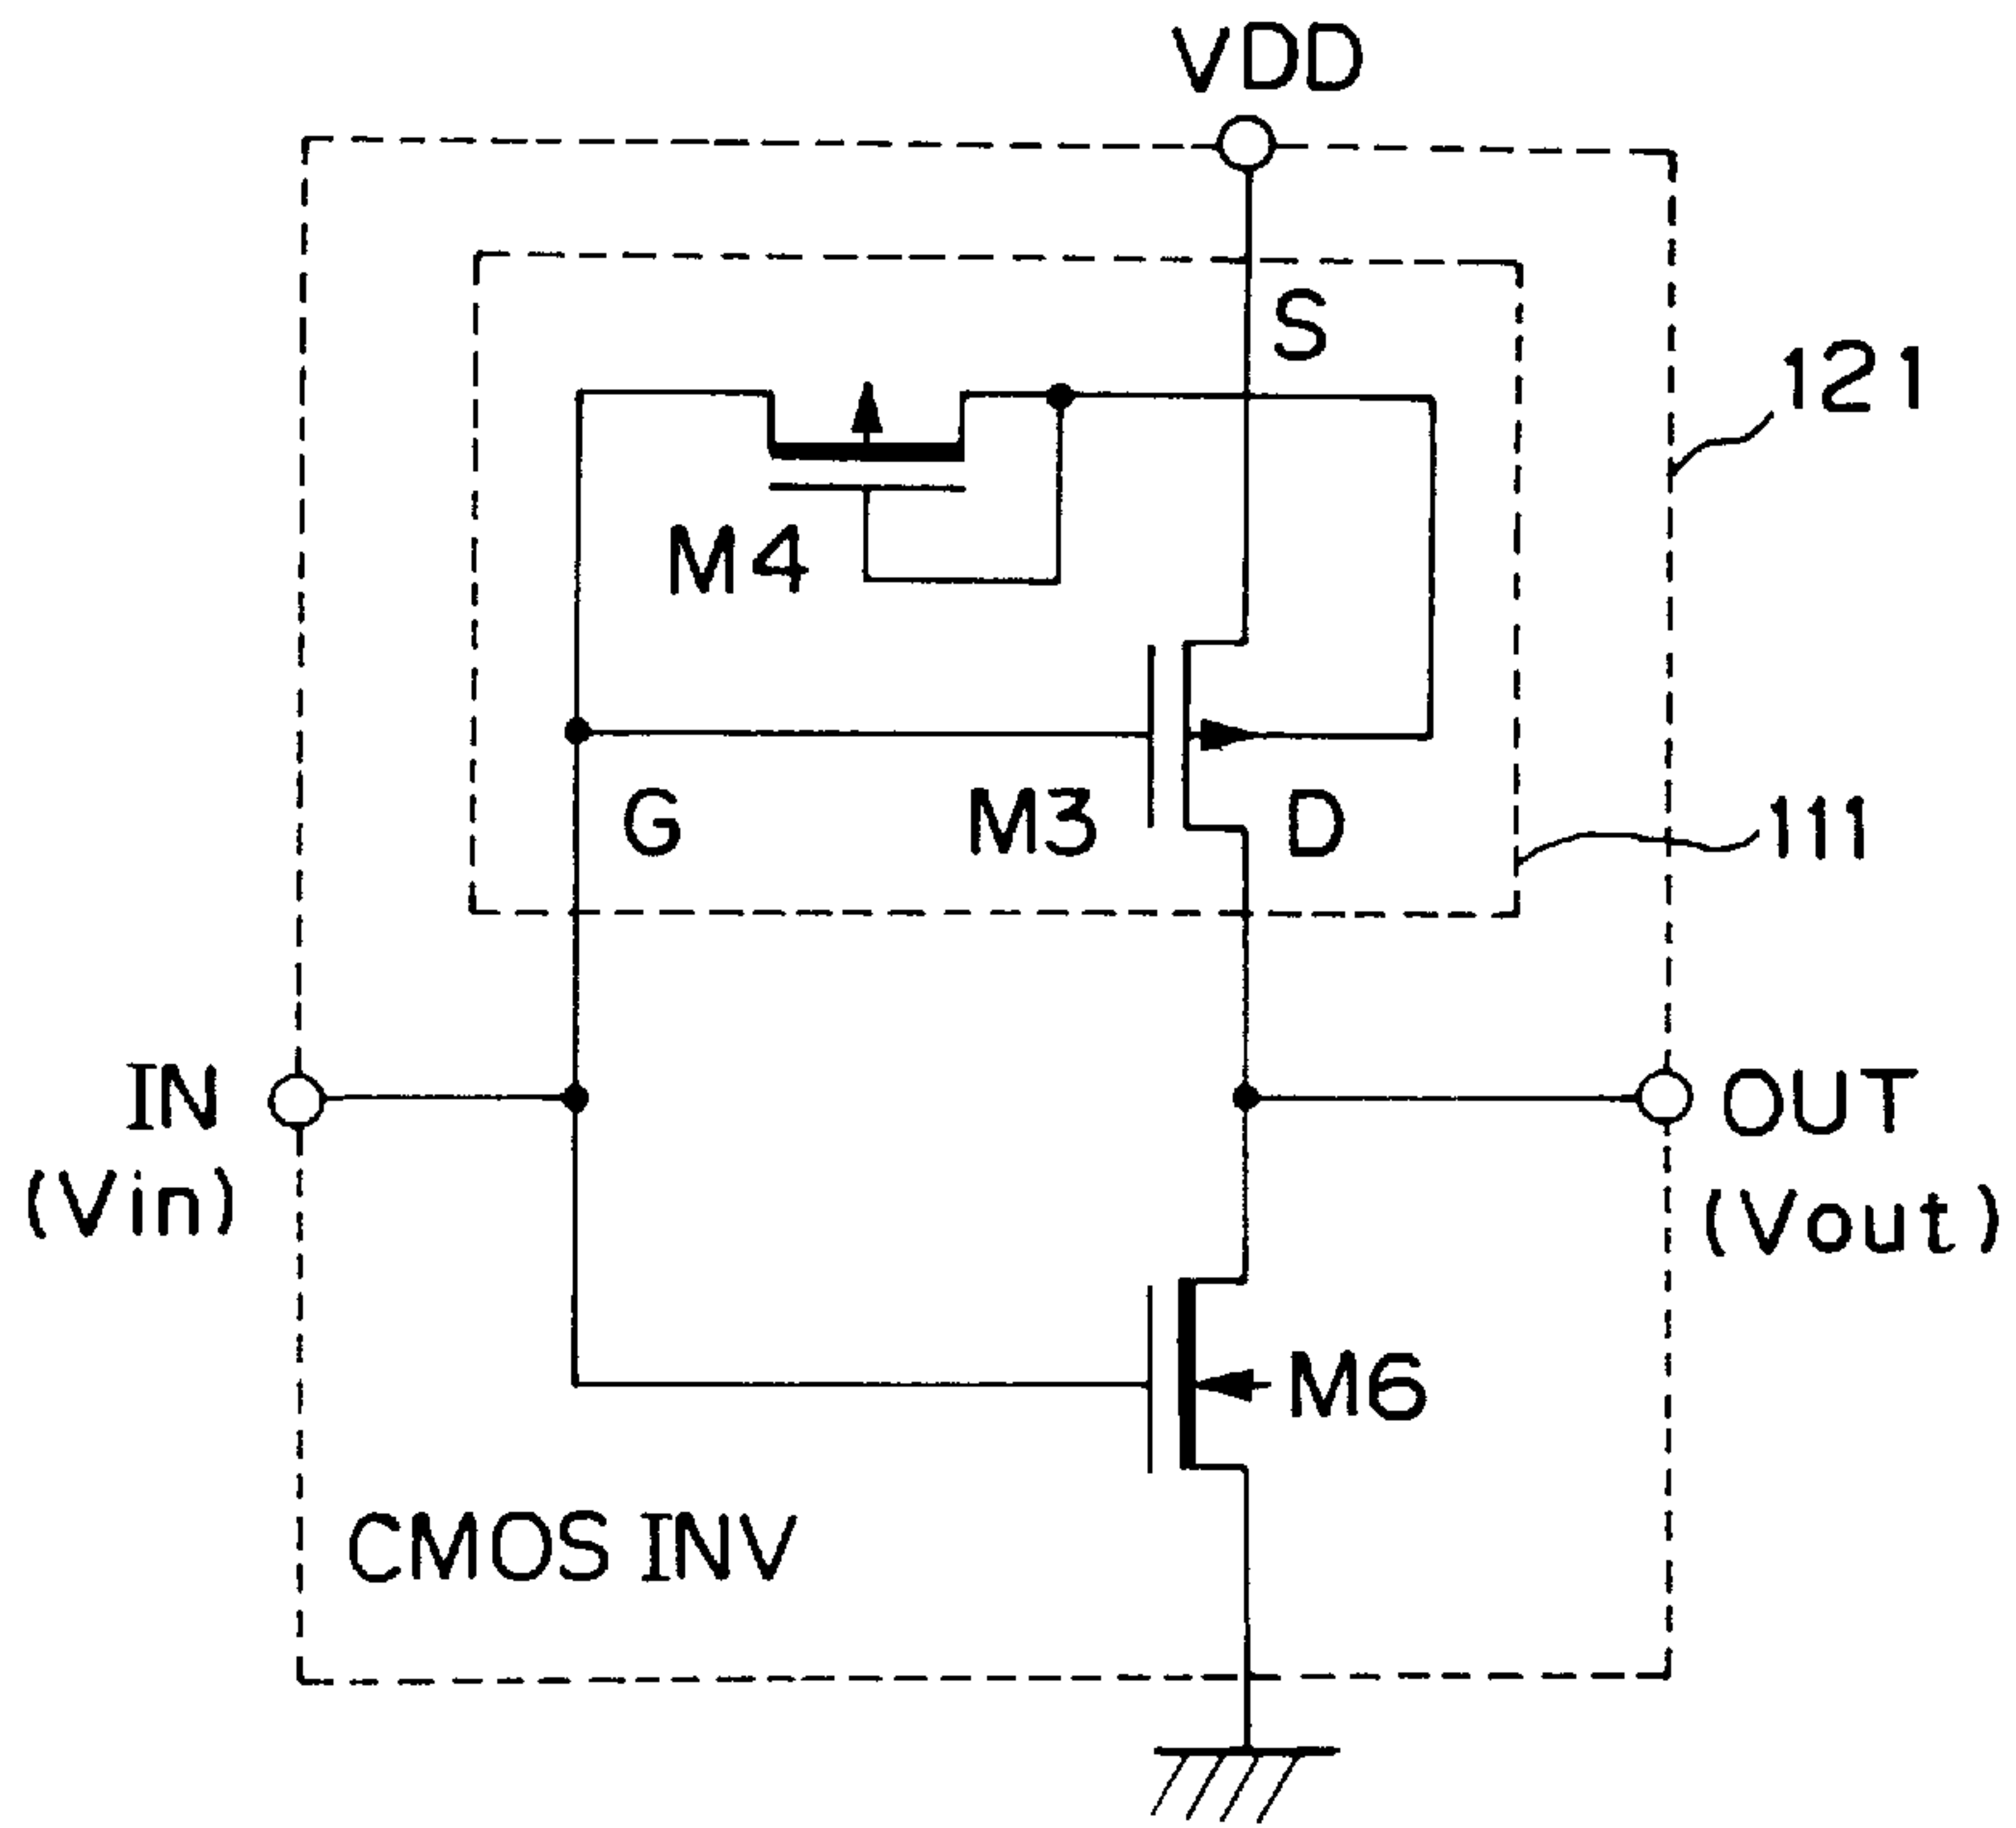 VDD
S
121
M4
G
M3
D
111
IN
(Vin)
OUT
(Vout)
M6
CMOS INV